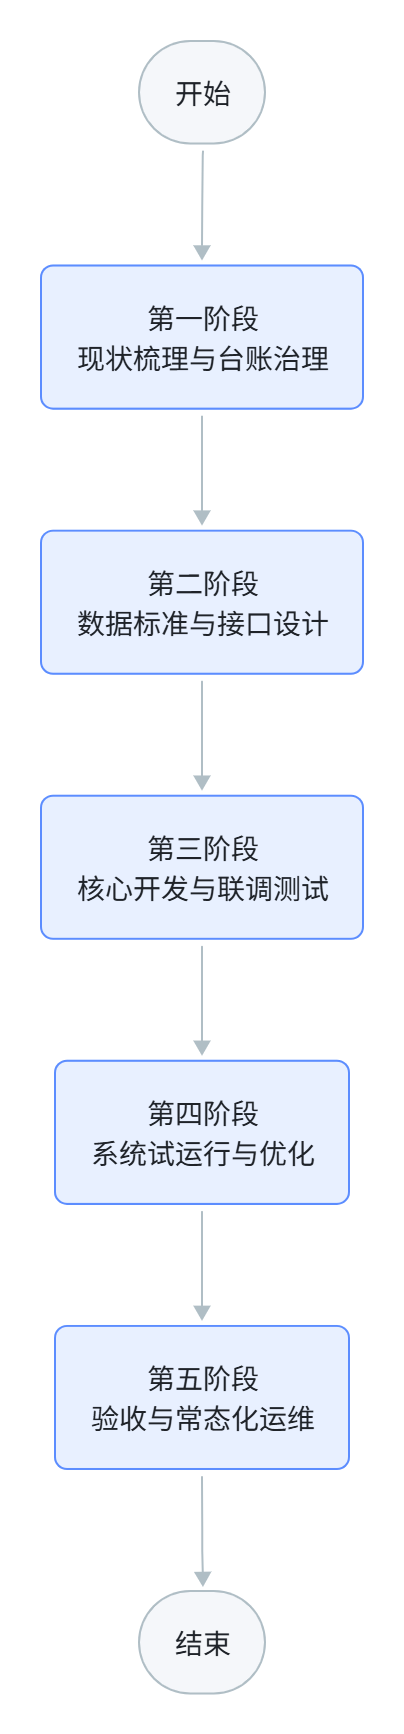 开始
第一阶段
现状梳理与台账治理
第二阶段
数据标准与接口设计
第三阶段
核心开发与联调测试
第四阶段
系统试运行与优化
第五阶段
验收与常态化运维
结束